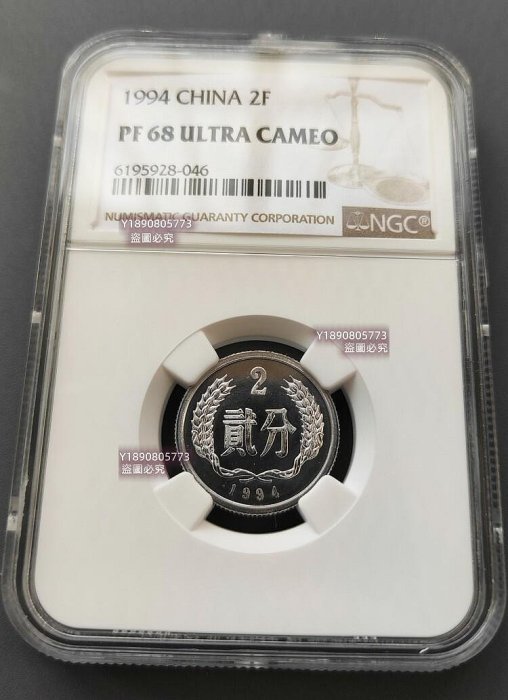 1994 CHINA 2F
PF 68 ULTRA CAMEO
6195928-046
NUMISMATIC GUARANTY CORPORATION
NGC®
Y1890805773
盜圖必究
Y1890805773
盜圖必究
2
貳分
1994
Y1890805773
盜圖必究